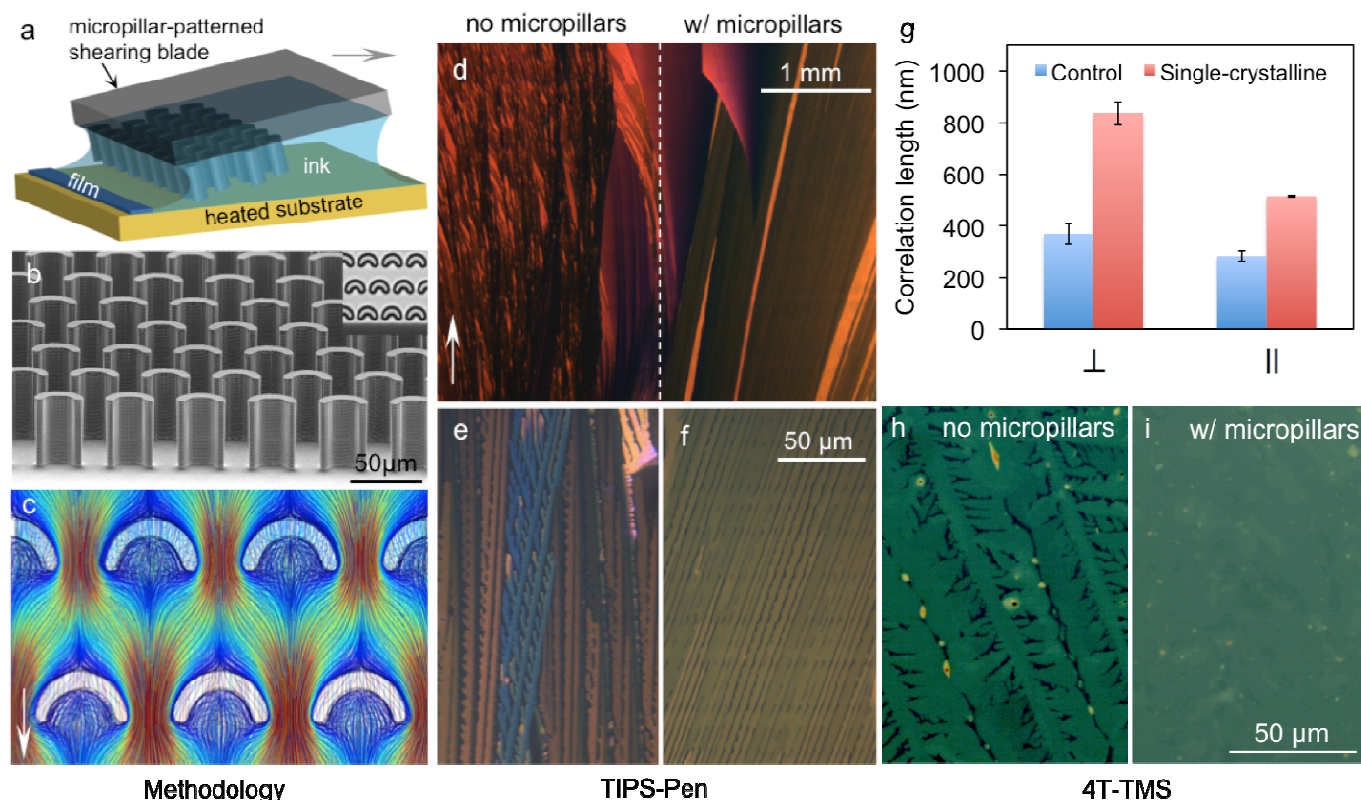 a
micropillar-patterned
shearing blade
ink
film
heated substrate
b
50µm
c
Methodology
no micropillars
w/ micropillars
d
1 mm
e
f
50 µm
TIPS-Pen
g
Correlation length (nm)
1000
800
600
400
200
0
Control
Single-crystalline
⊥
||
h
no micropillars
i
w/ micropillars
50 µm
4T-TMS